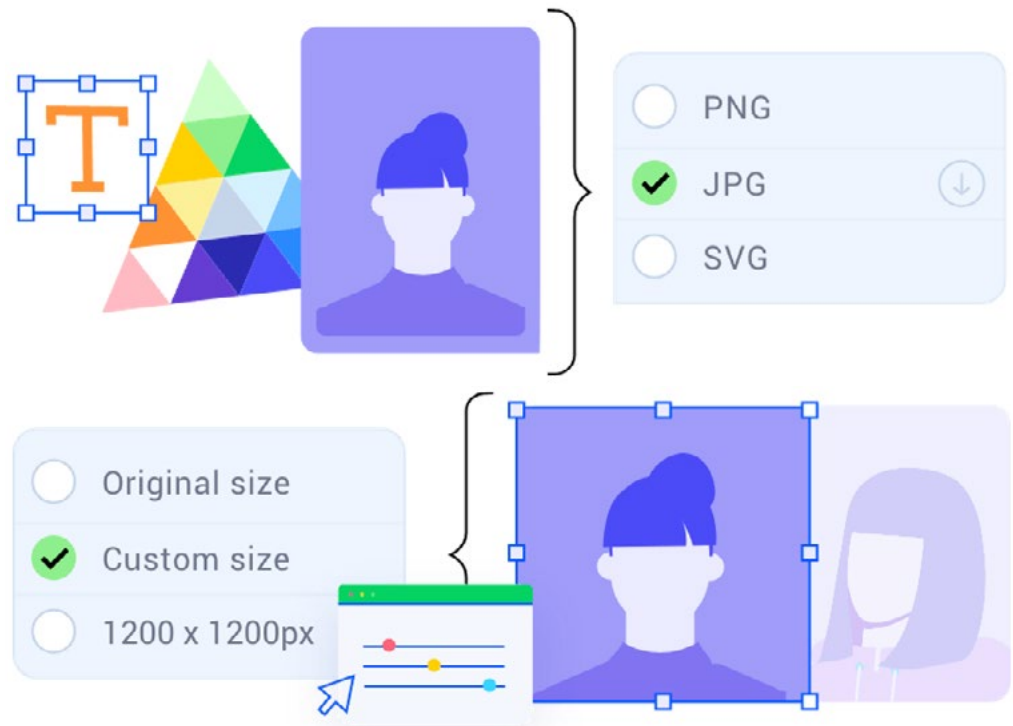 T
PNG
JPG
SVG
Original size
Custom size
1200 x 1200px